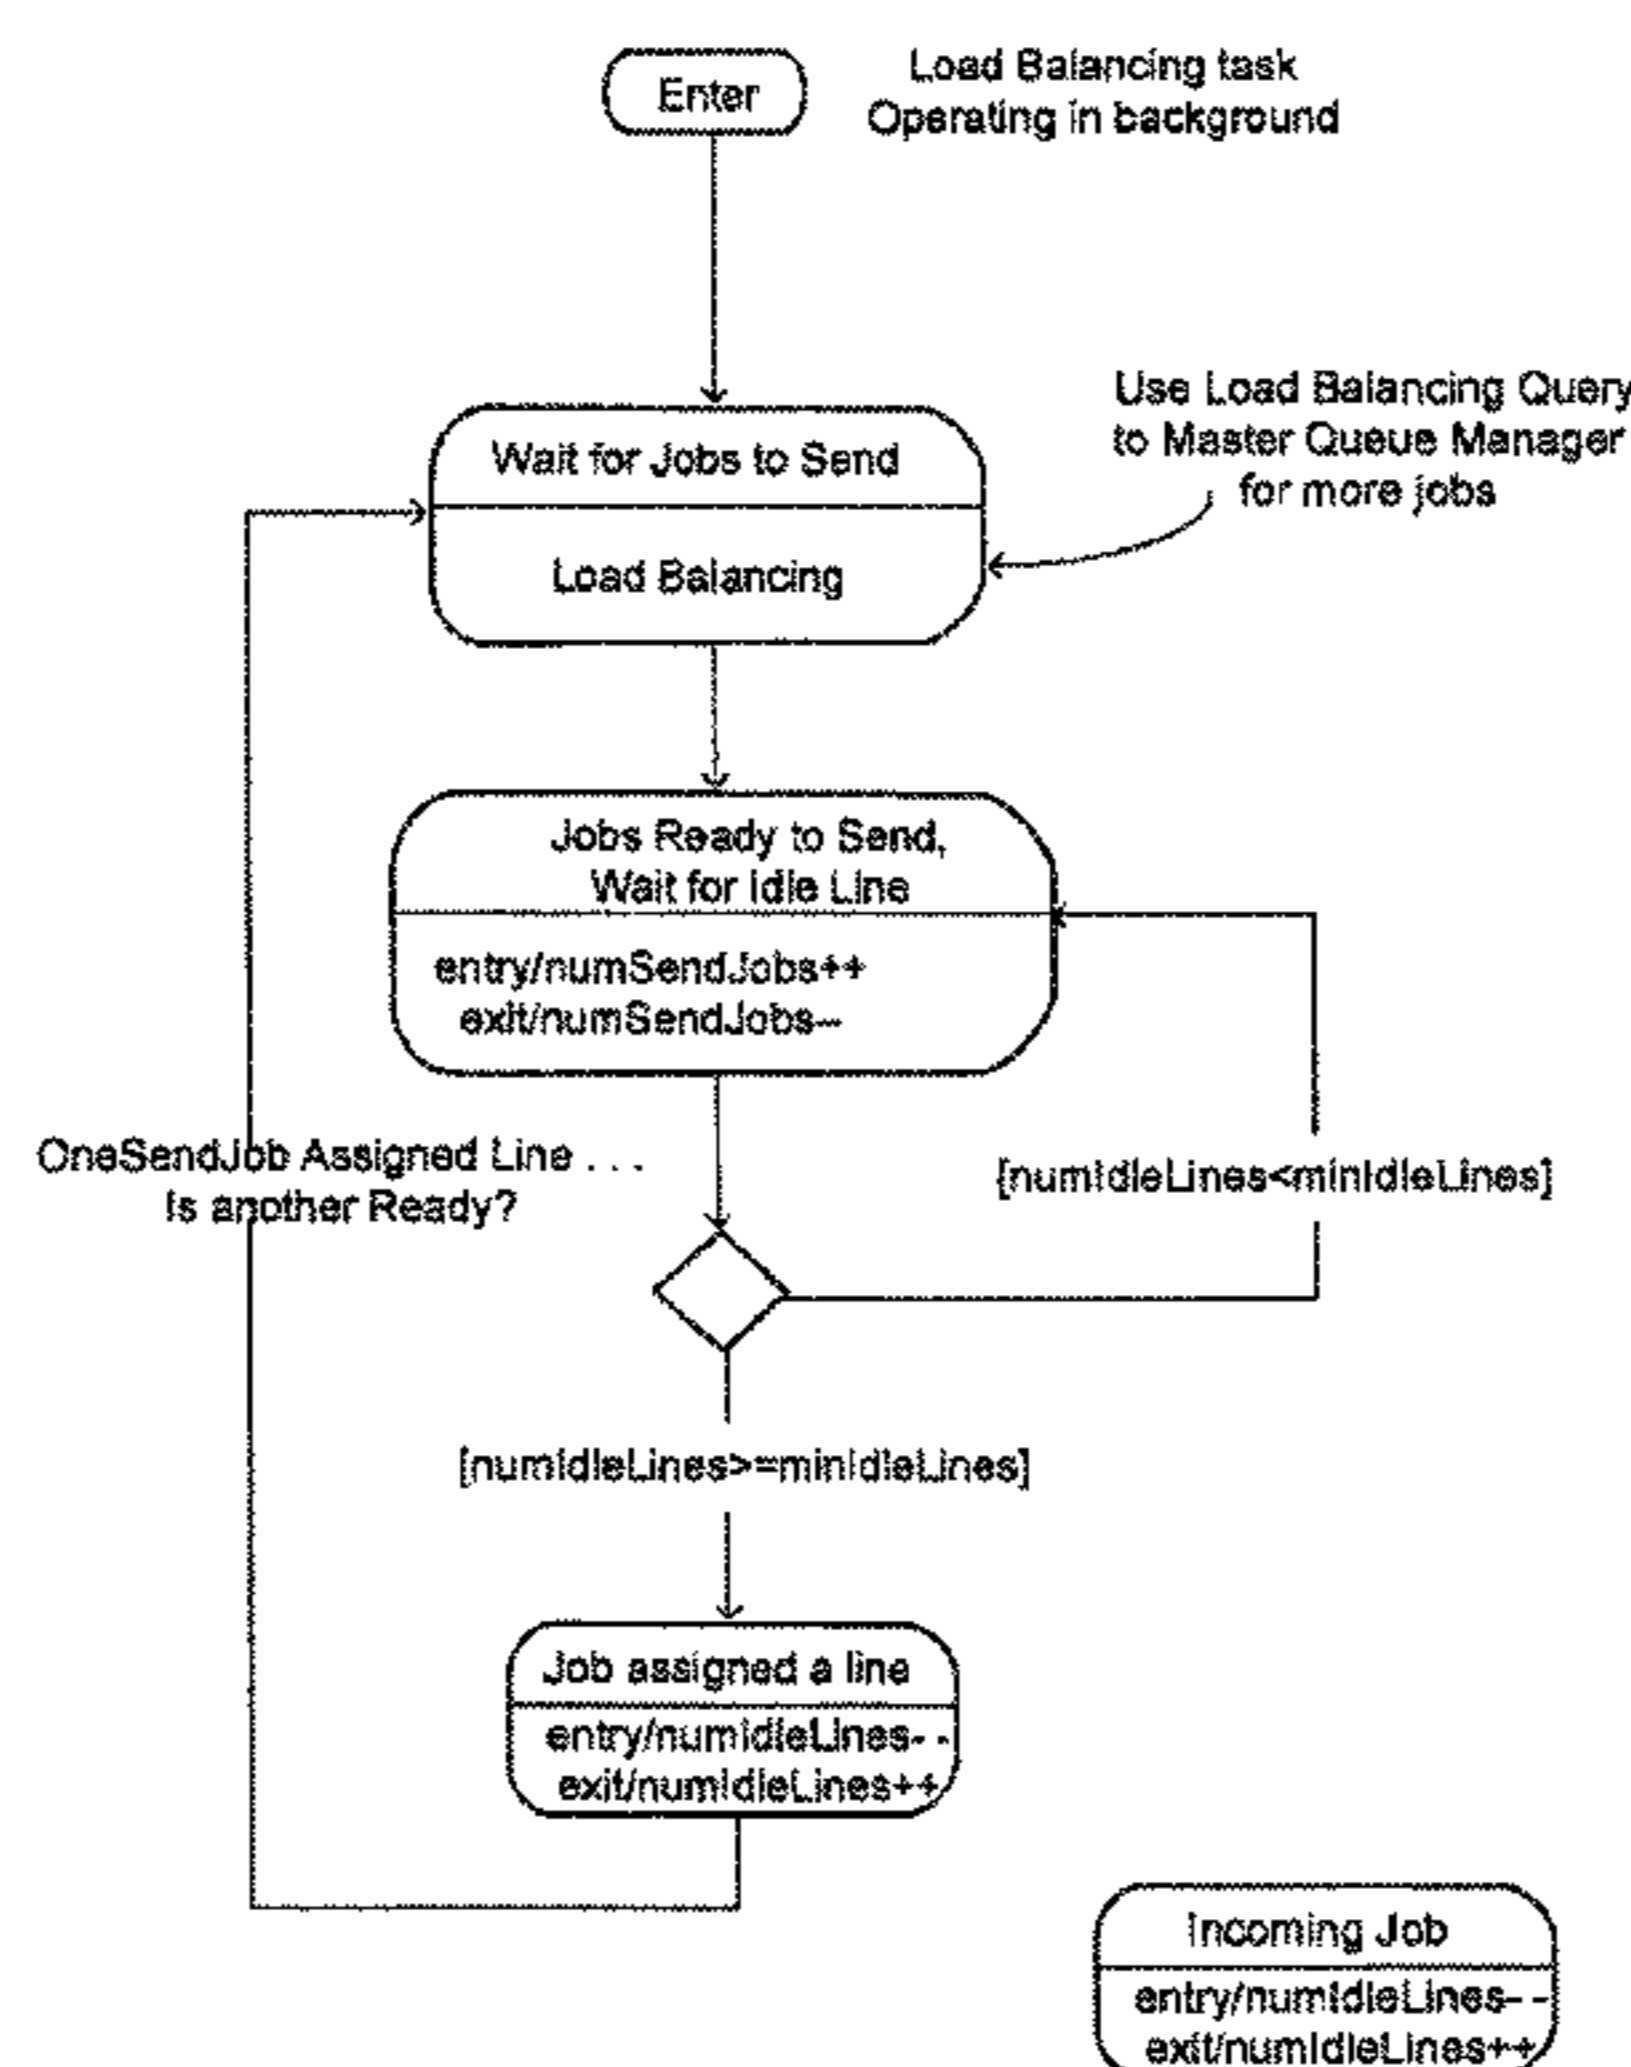 Enter
Load Balancing task
Operating in background
Use Load Balancing Query
to Master Queue Manager
for more jobs
Wait for Jobs to Send
Load Balancing
Jobs Ready to Send,
Wait for Idle Line
entry/numSendJobs++
exit/numSendJobs--
OneSendJob Assigned Line . . .
Is another Ready?
[numIdleLines<minIdleLines]
[numIdleLines>=minIdleLines]
Job assigned a line
entry/numIdleLines--
exit/numIdleLines++
Incoming Job
entry/numIdleLines--
exit/numIdleLines++